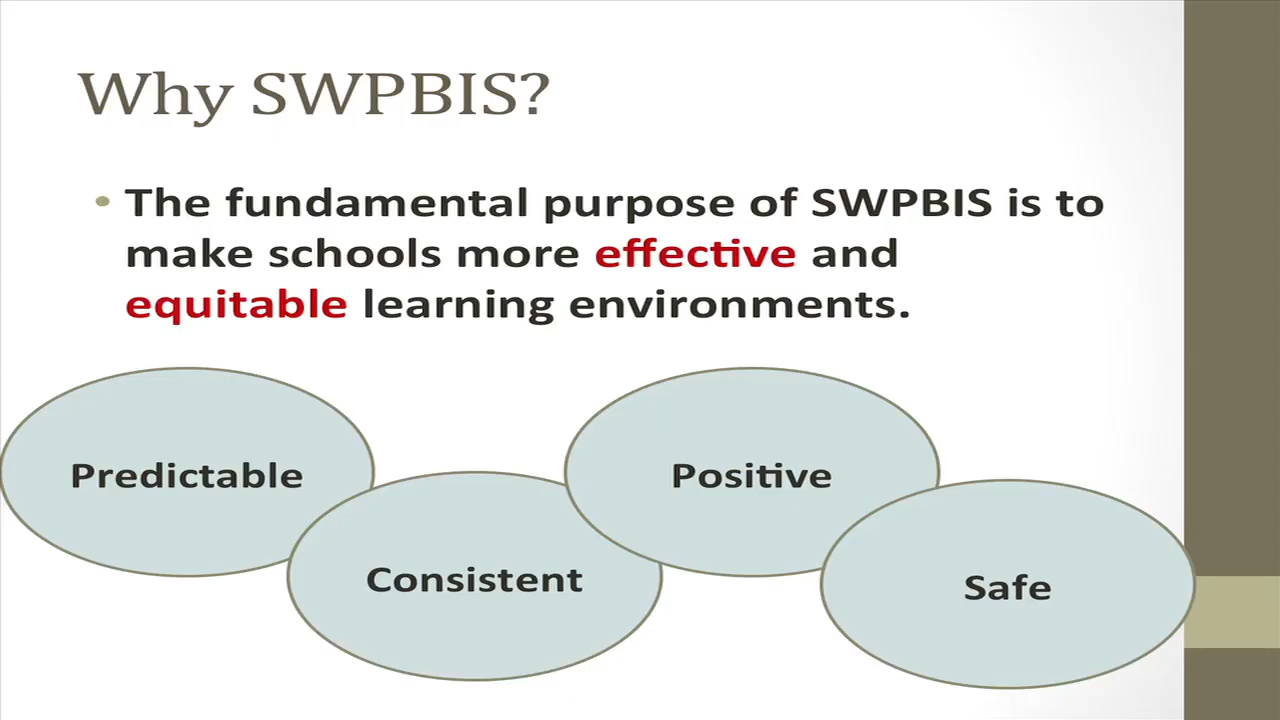 Why SWPBIS?
• The fundamental purpose of SWPBIS is to
make schools more effective and
equitable learning environments.
Predictable
Positive
Consistent
Safe